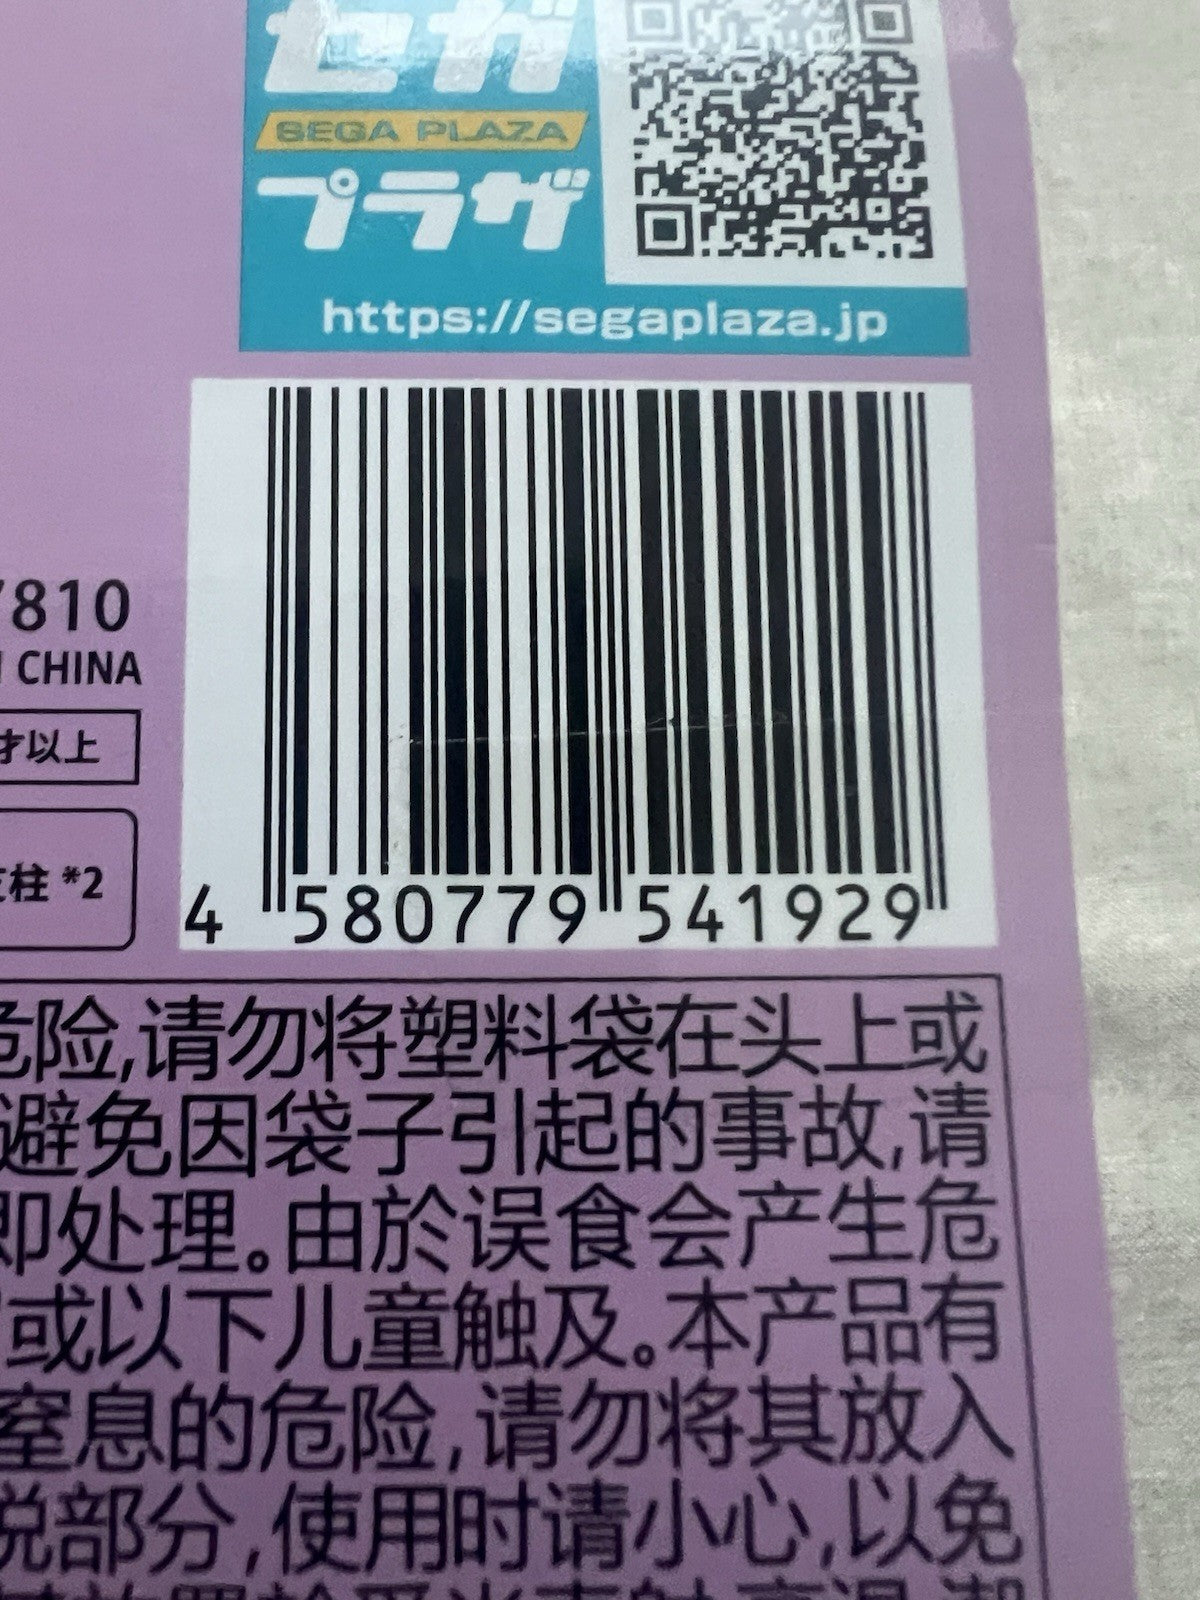 セガ
SEGA PLAZA
プラザ
https://segaplaza.jp
810
CHINA
才以上
支柱 *2
4 580779 541929
危险,请勿将塑料袋在头上或
避免因袋子引起的事故,请
即处理。由於误食会产生危
或以下儿童触及。本产品有
窒息的危险,请勿将其放入
脱部分,使用时请小心,以免